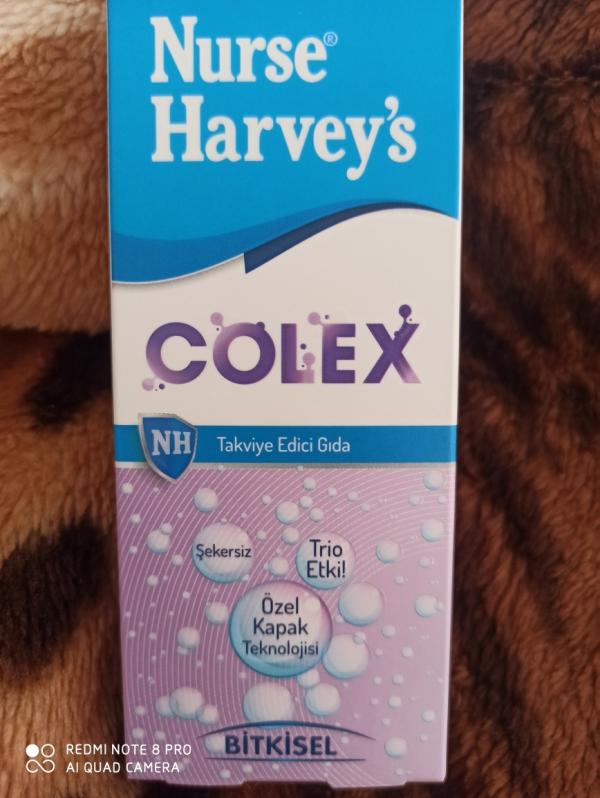 Nurse®
Harvey's
COLEX
NH
Takviye Edici Gıda
Şekersiz
Trio
Etki!
Özel
Kapak
Teknolojisi
BİTKİSEL
REDMI NOTE 8 PRO
AI QUAD CAMERA